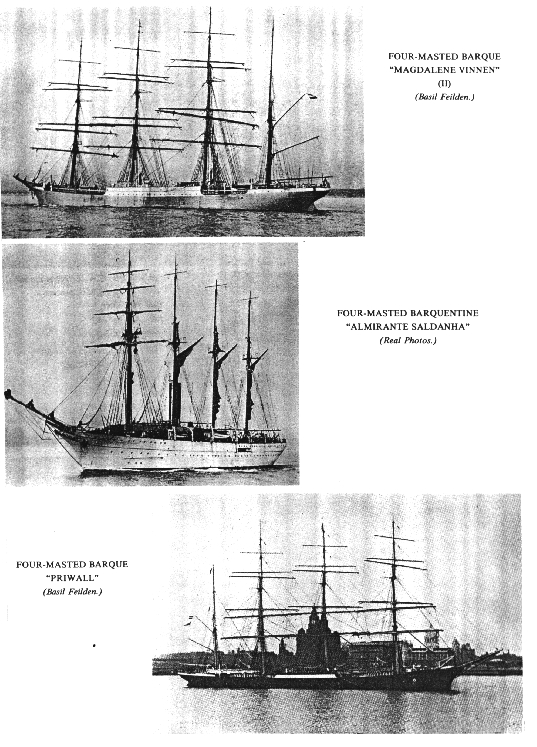 FOUR-MASTED BARQUE
"MAGDALENE VINNEN"
(II)
(Basil Feilden.)
FOUR-MASTED BARQUENTINE
"ALMIRANTE SALDANHA"
(Real Photos.)
FOUR-MASTED BARQUE
"PRIWALL"
(Basil Feilden.)